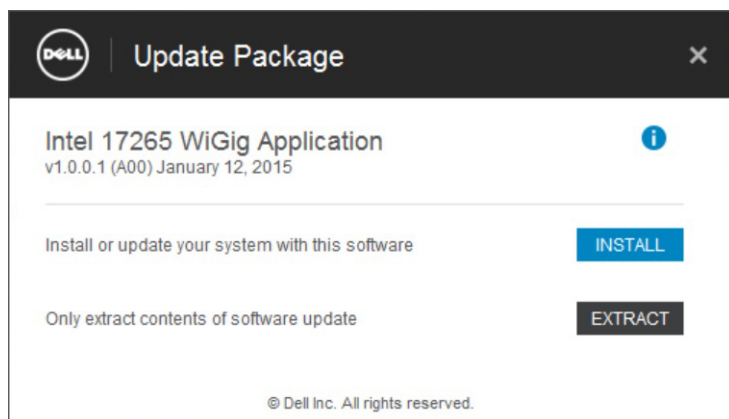 DELL
Update Package
Intel 17265 WiGig Application
v1.0.0.1 (A00) January 12, 2015
Install or update your system with this software
INSTALL
Only extract contents of software update
EXTRACT
© Dell Inc. All rights reserved.